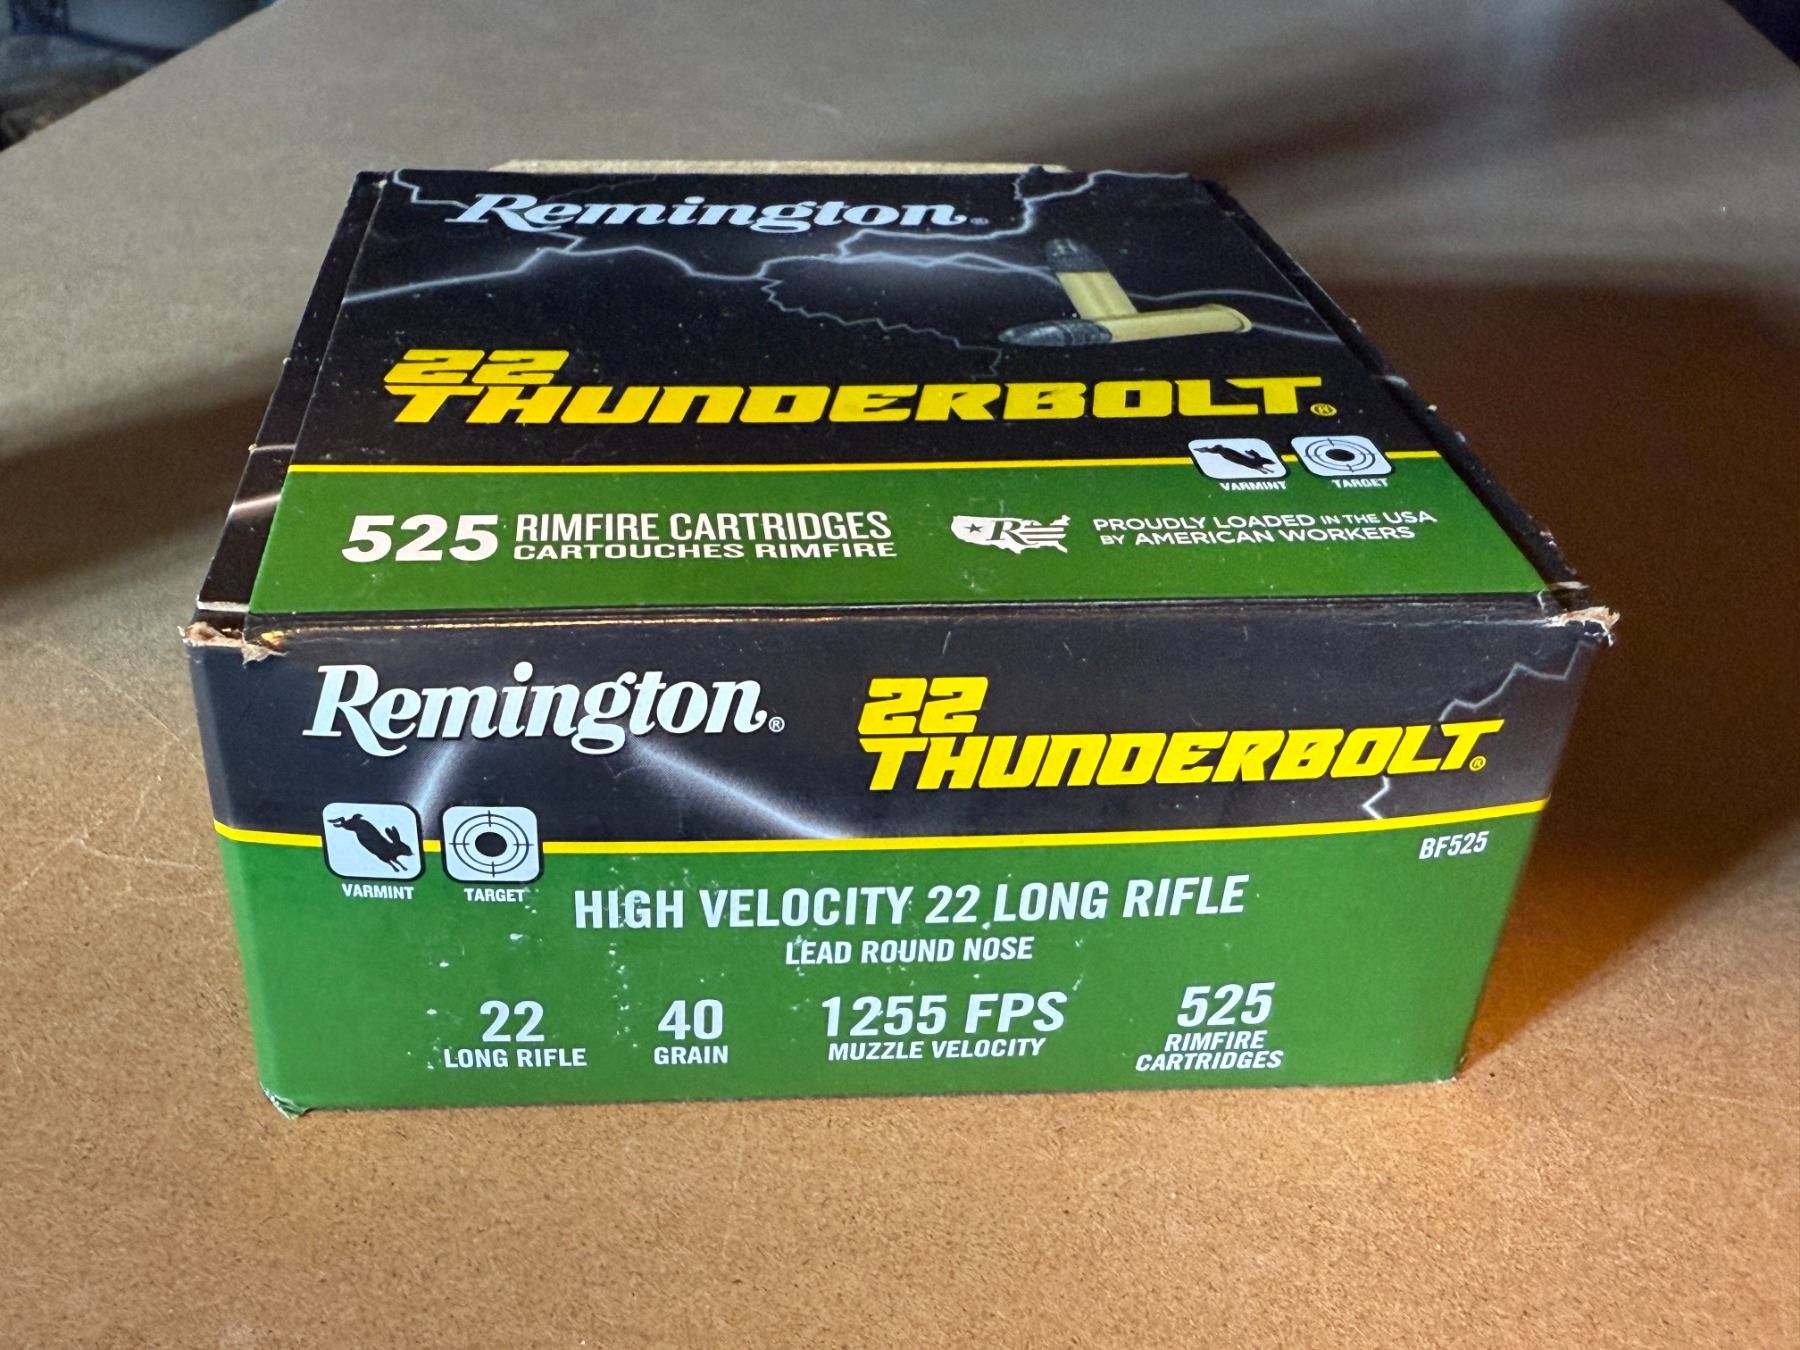 Remington®
22
THUNDERBOLT®
VARMINT
TARGET
525 RIMFIRE CARTRIDGES
CARTOUCHES RIMFIRE
R
PROUDLY LOADED IN THE USA
BY AMERICAN WORKERS
Remington®
22
THUNDERBOLT®
VARMINT
TARGET
BF525
HIGH VELOCITY 22 LONG RIFLE
LEAD ROUND NOSE
22
LONG RIFLE
40
GRAIN
1255 FPS
MUZZLE VELOCITY
525
RIMFIRE
CARTRIDGES